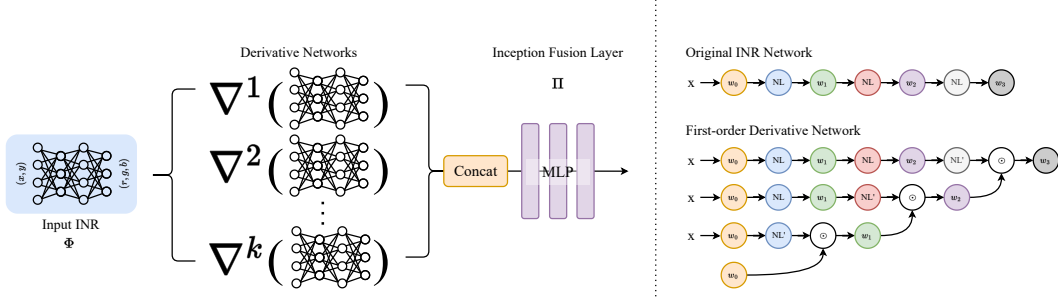 Derivative Networks
Inception Fusion Layer
Π
(x, y)
(r, g, b)
Input INR
Φ
∇1 (
)
∇2 (
)
⋮
∇k (
)
Concat
MLP
Original INR Network
x w₀ NL w₁ NL w₂ NL w₃
First-order Derivative Network
x w₀ NL w₁ NL w₂ NL' ⊙ w₃
x w₀ NL w₁ NL' ⊙ w₂
x w₀ NL' ⊙ w₁
w₀